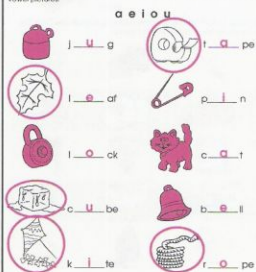 a e i o u
j u g
t a pe
l e af
p i n
l o ck
c a t
c u be
b e ll
k i te
r o pe